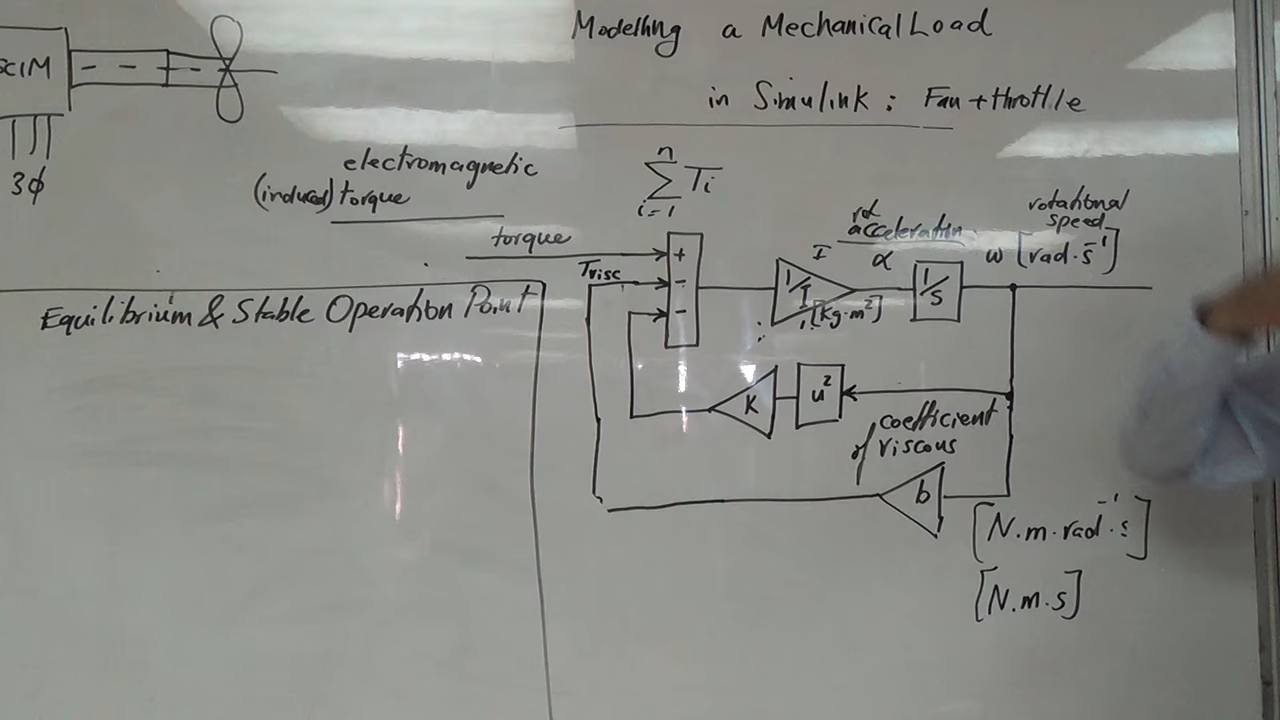 Modelling a Mechanical Load
in Simulink: Fan + throttle
SCIM
3ϕ
electromagnetic
(induced) torque
n
∑ Ti
i=1
torque
Tvisc
+
-
-
I
1/I
[kg·m²]
rot
acceleration
α
1/s
rotational
speed
ω [rad·s⁻¹]
Equilibrium & Stable Operation Point
K
u²
coefficient
of viscous
b
[N.m.rad⁻¹.s]
[N.m.s]